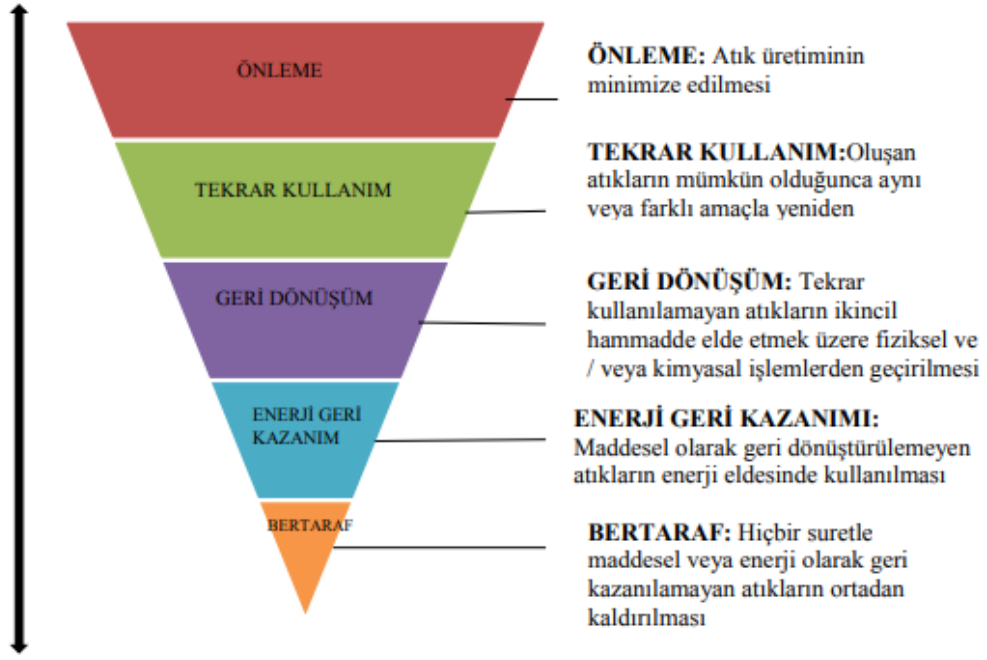 ÖNLEME
ÖNLEME: Atık üretiminin
minimize edilmesi
TEKRAR KULLANIM
TEKRAR KULLANIM:Oluşan
atıkların mümkün olduğunca aynı
veya farklı amaçla yeniden
GERİ DÖNÜŞÜM
GERİ DÖNÜŞÜM: Tekrar
kullanılamayan atıkların ikincil
hammadde elde etmek üzere fiziksel ve
/ veya kimyasal işlemlerden geçirilmesi
ENERJİ GERİ
KAZANIM
ENERJİ GERİ KAZANIMI:
Maddesel olarak geri dönüştürülemeyen
atıkların enerji eldesinde kullanılması
BERTARAF
BERTARAF: Hiçbir suretle
maddesel veya enerji olarak geri
kazanılamayan atıkların ortadan
kaldırılması